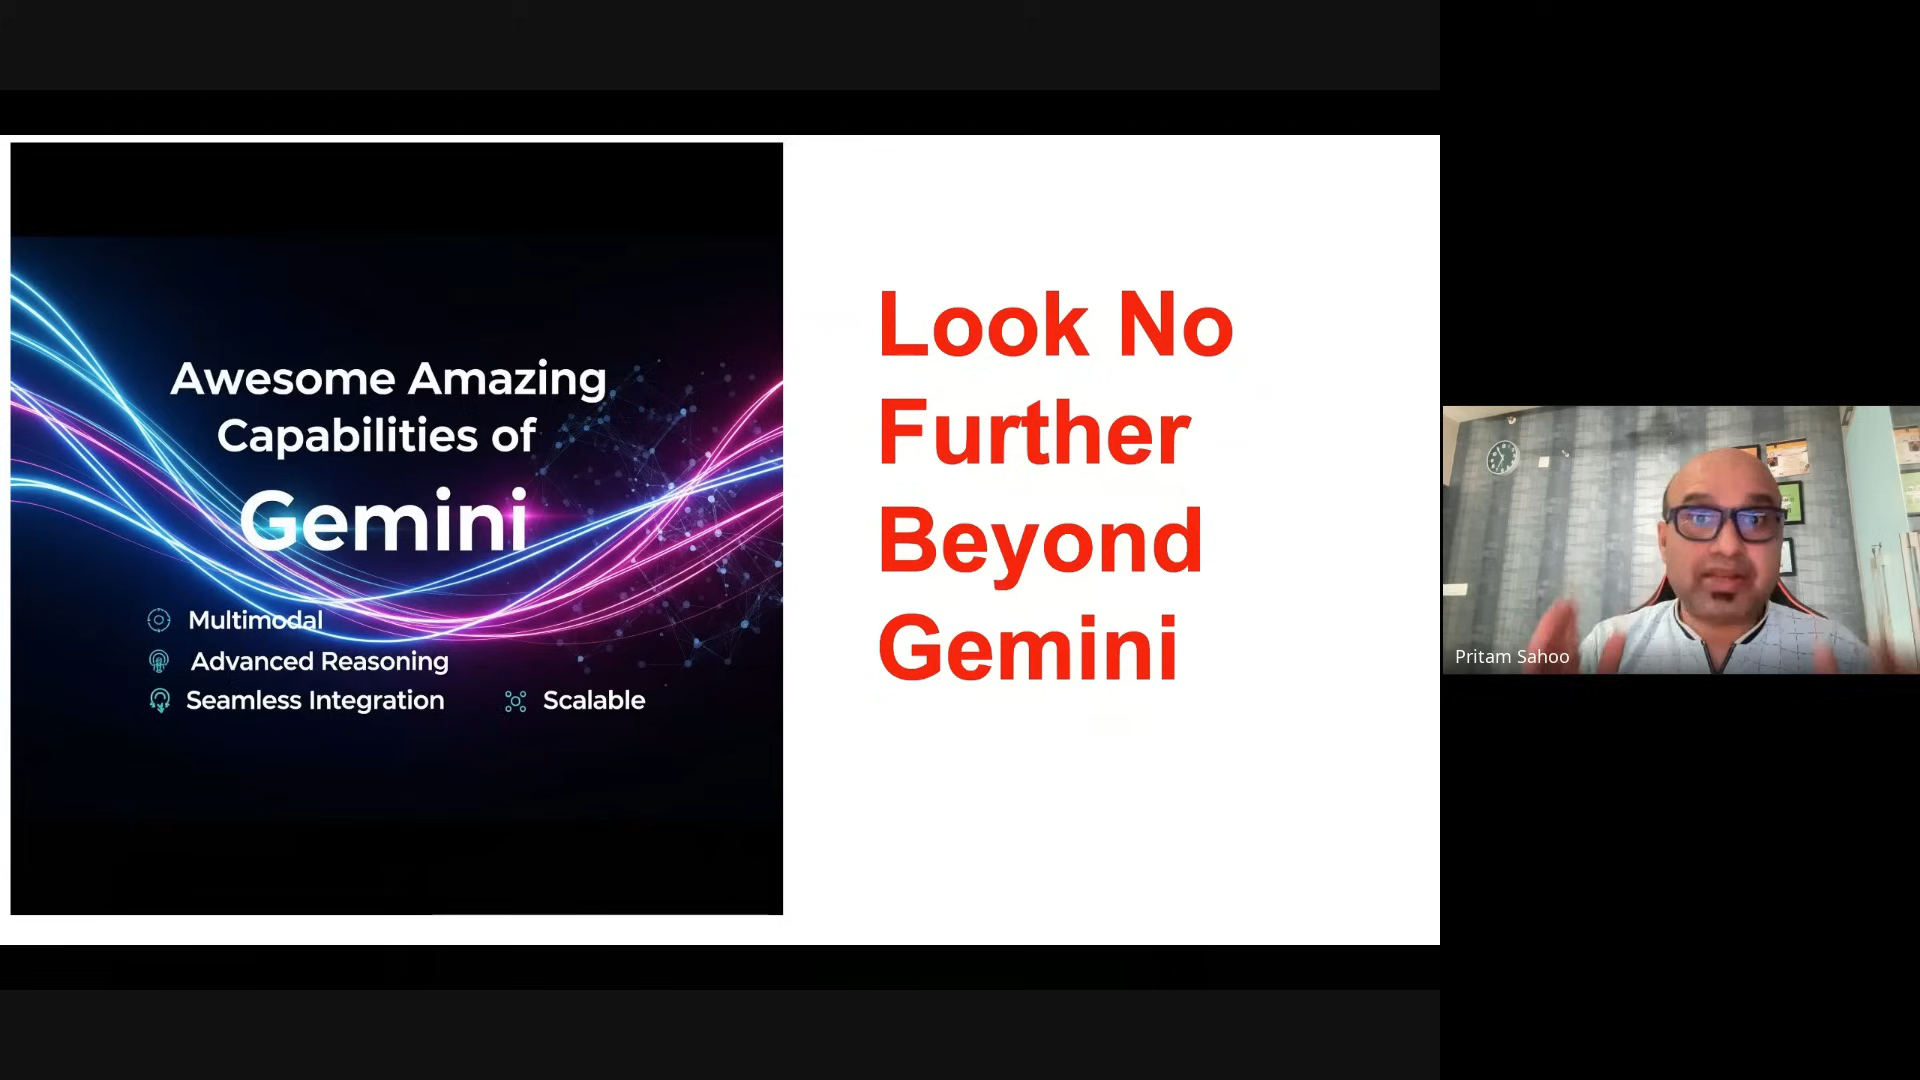 Awesome Amazing
Capabilities of
Gemini
Multimodal
Advanced Reasoning
Seamless Integration
Scalable
Look No
Further
Beyond
Gemini
Pritam Sahoo